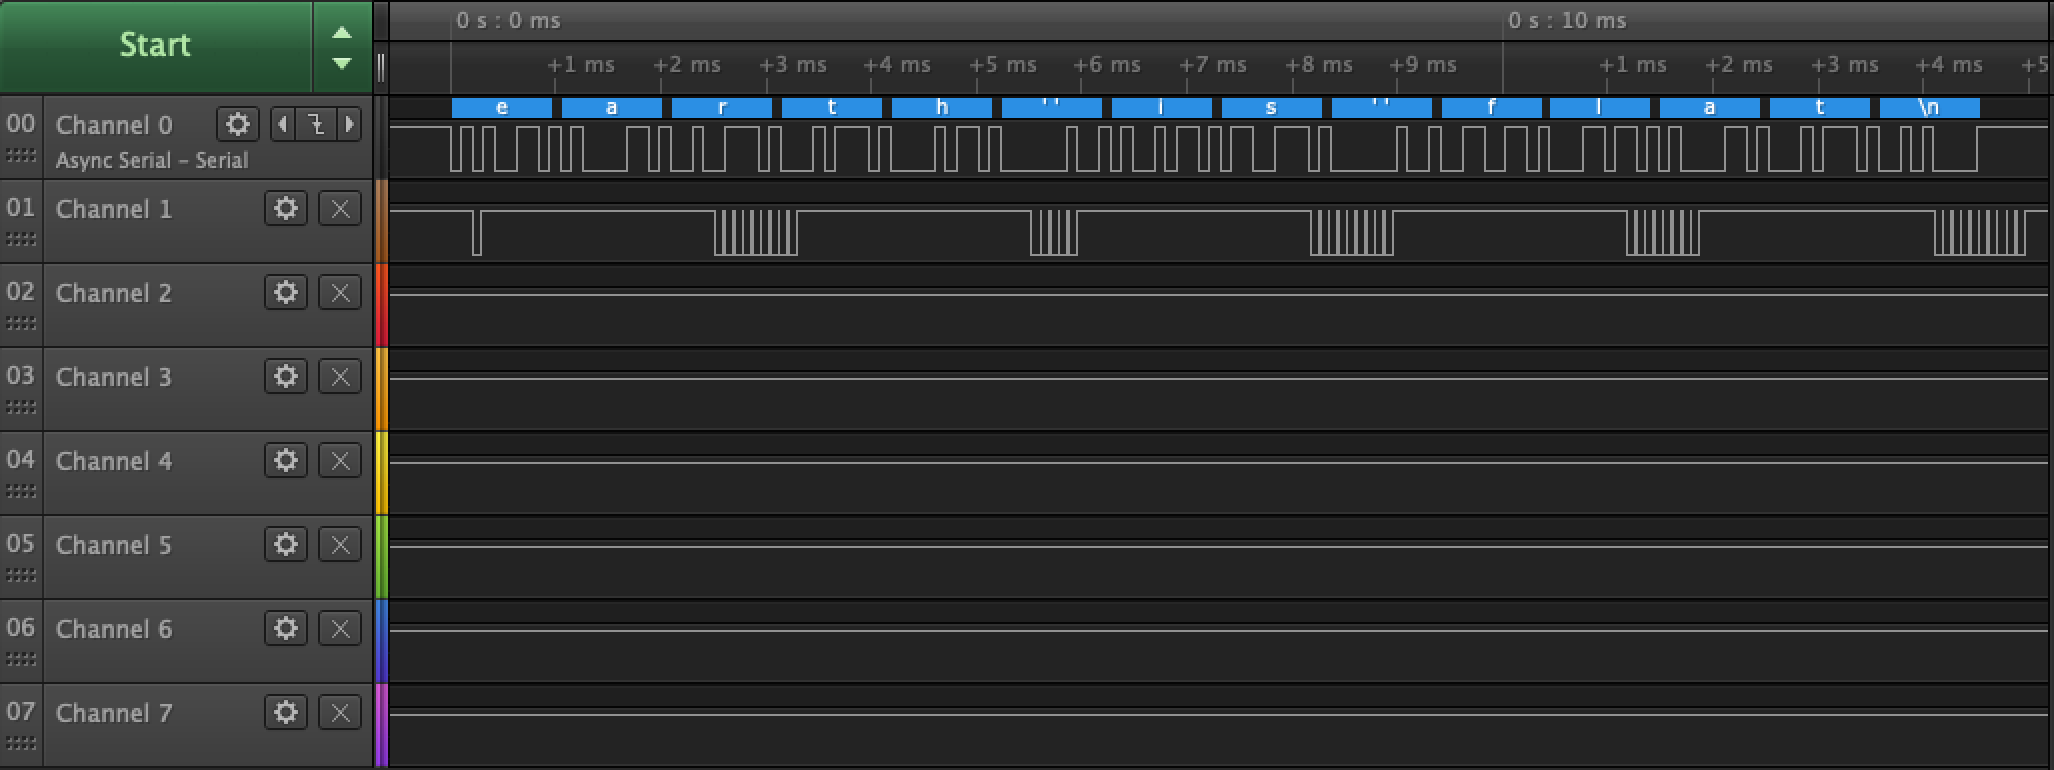 Start
0 s : 0 ms
0 s : 10 ms
+1 ms +2 ms +3 ms +4 ms +5 ms +6 ms +7 ms +8 ms +9 ms +1 ms +2 ms +3 ms +4 ms +5
00 Channel 0
Async Serial - Serial
e a r t h ' ' i s ' ' f l a t \n
01 Channel 1
02 Channel 2
03 Channel 3
04 Channel 4
05 Channel 5
06 Channel 6
07 Channel 7